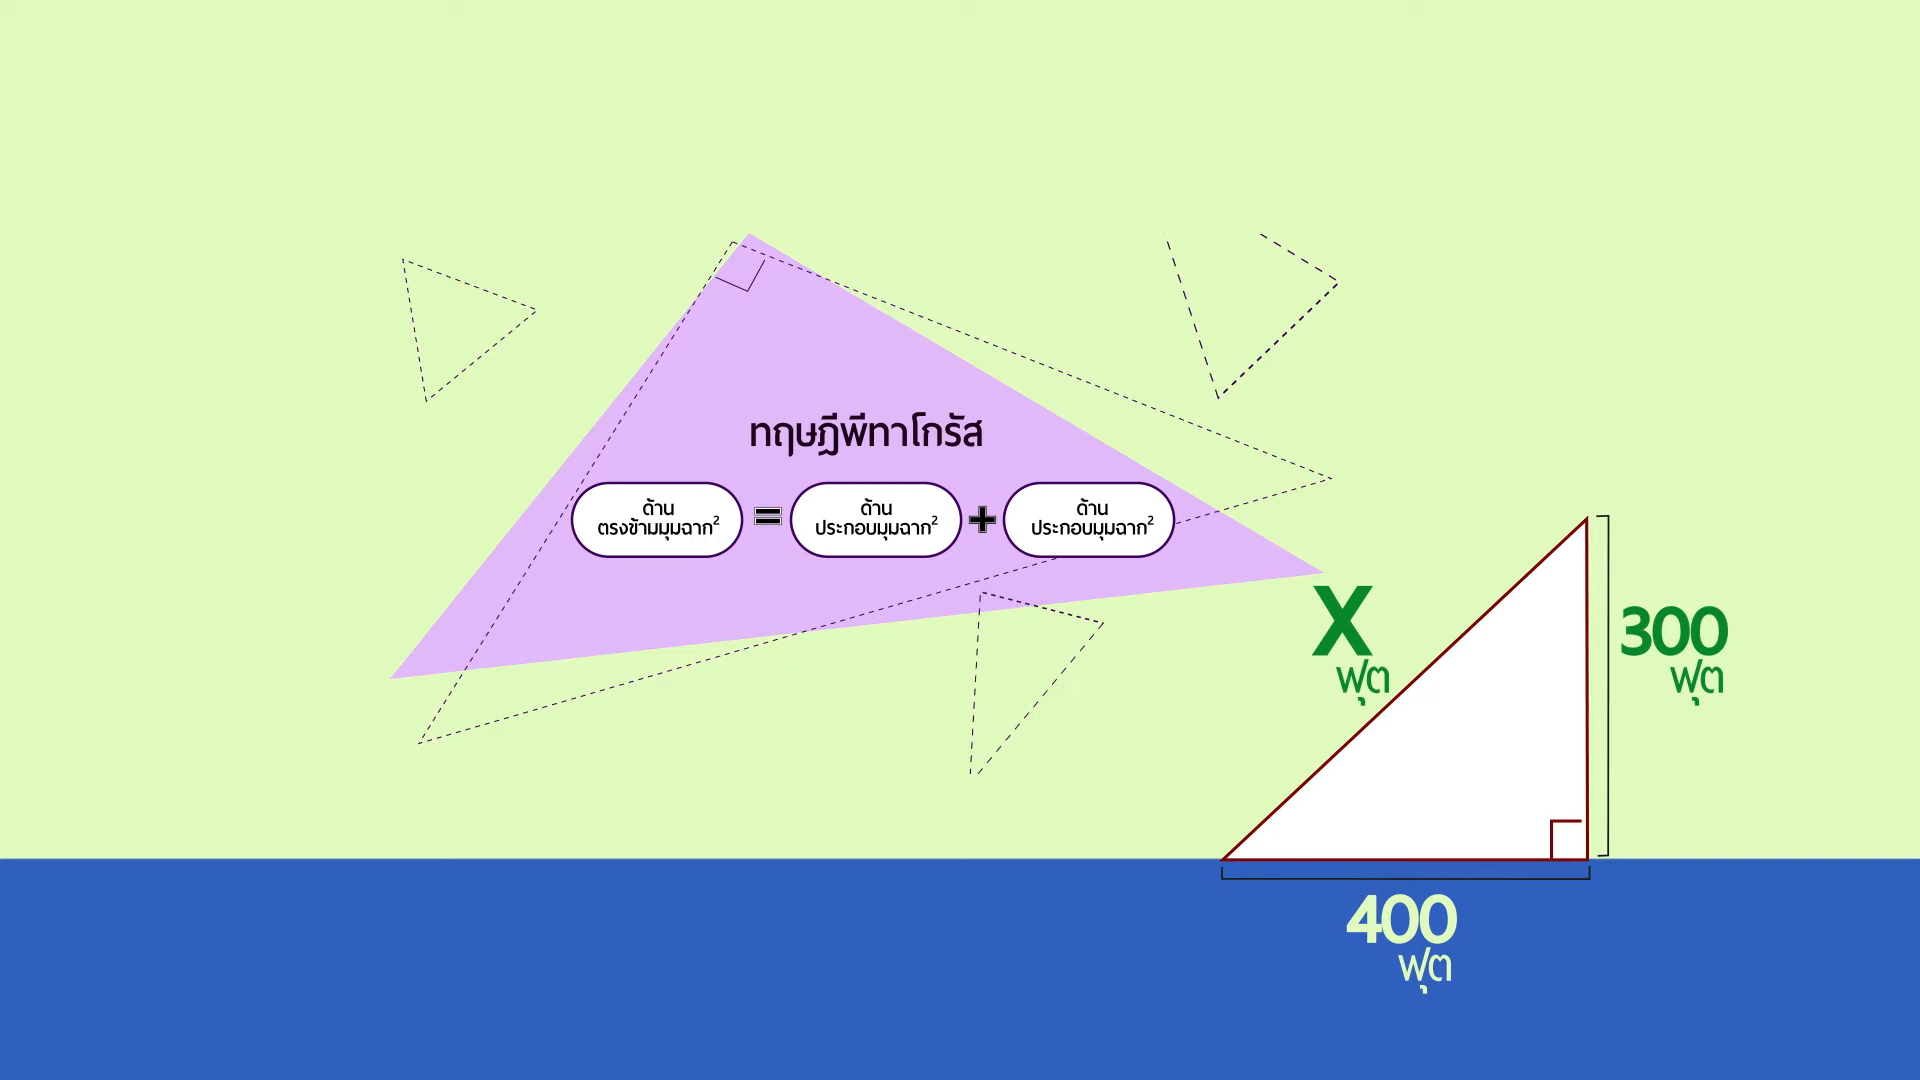 ทฤษฎีพีทาโกรัส
ด้าน
ตรงข้ามมุมฉาก²
=
ด้าน
ประกอบมุมฉาก²
+
ด้าน
ประกอบมุมฉาก²
X
ฟุต
300
ฟุต
400
ฟุต